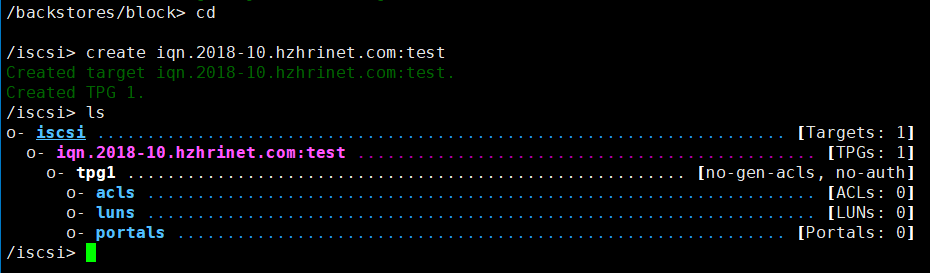 /backstores/block> cd
/iscsi> create iqn.2018-10.hzhrinet.com:test
Created target iqn.2018-10.hzhrinet.com:test.
Created TPG 1.
/iscsi> ls
o- iscsi ..................................................................... [Targets: 1]
o- iqn.2018-10.hzhrinet.com:test .............................................. [TPGs: 1]
o- tpg1 ........................................................ [no-gen-acls, no-auth]
o- acls ................................................................... [ACLs: 0]
o- luns ................................................................... [LUNs: 0]
o- portals ............................................................. [Portals: 0]
/iscsi>